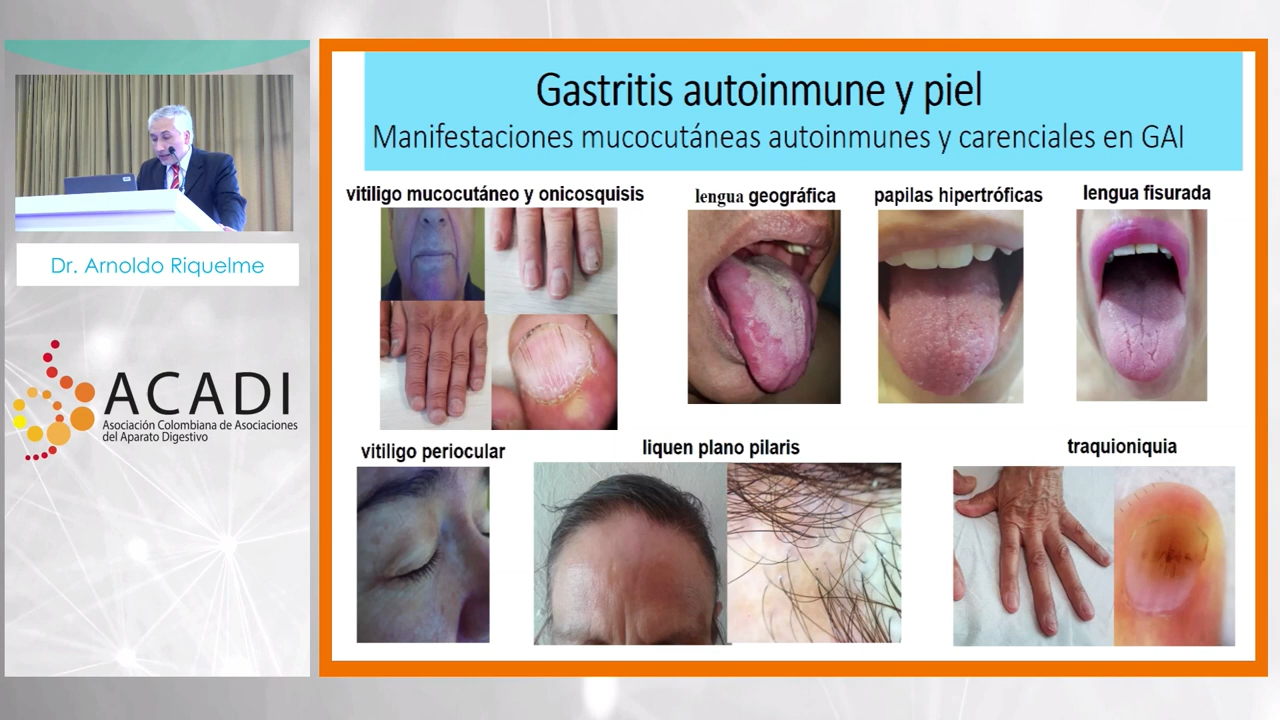 Dr. Arnoldo Riquelme
ACADI
Asociación Colombiana de Asociaciones
del Aparato Digestivo
Gastritis autoinmune y piel
Manifestaciones mucocutáneas autoinmunes y carenciales en GAI
vitiligo mucocutáneo y onicosquisis
lengua geográfica
papilas hipertróficas
lengua fisurada
vitiligo periocular
liquen plano pilaris
traquioniquia